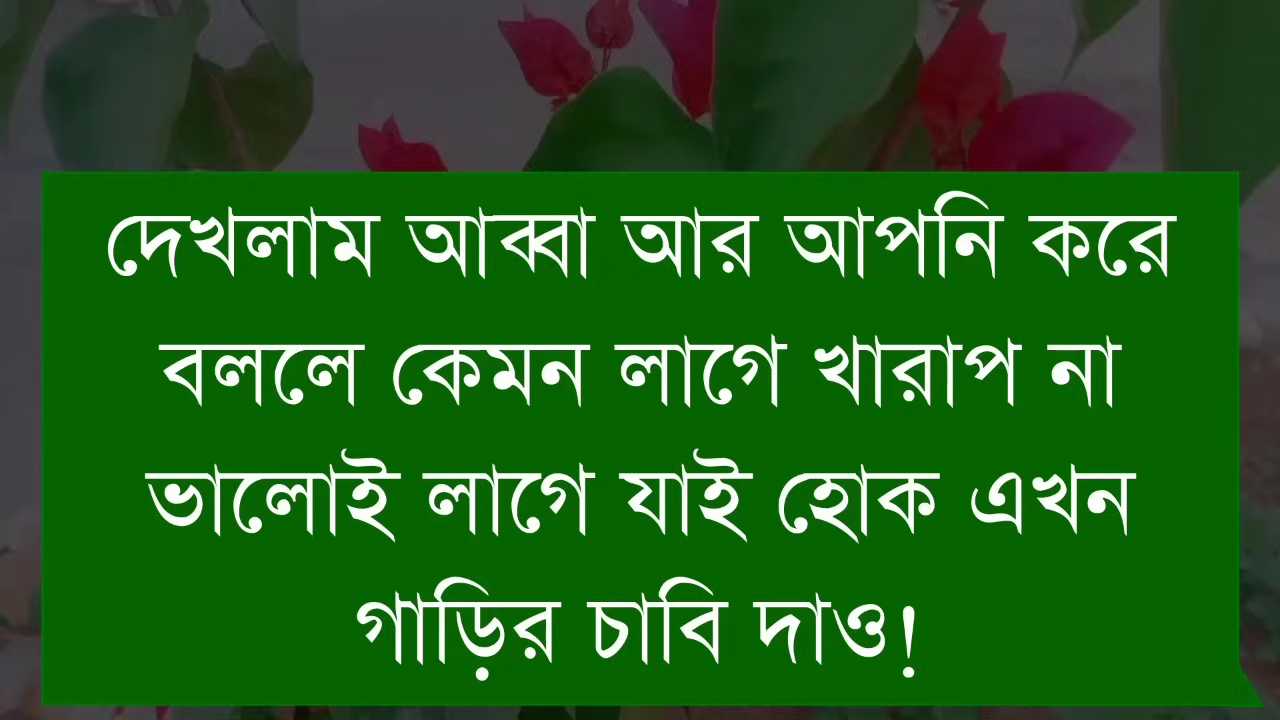 দেখলাম আব্বা আর আপনি করে
বললে কেমন লাগে খারাপ না
ভালোই লাগে যাই হোক এখন
গাড়ির চাবি দাও!